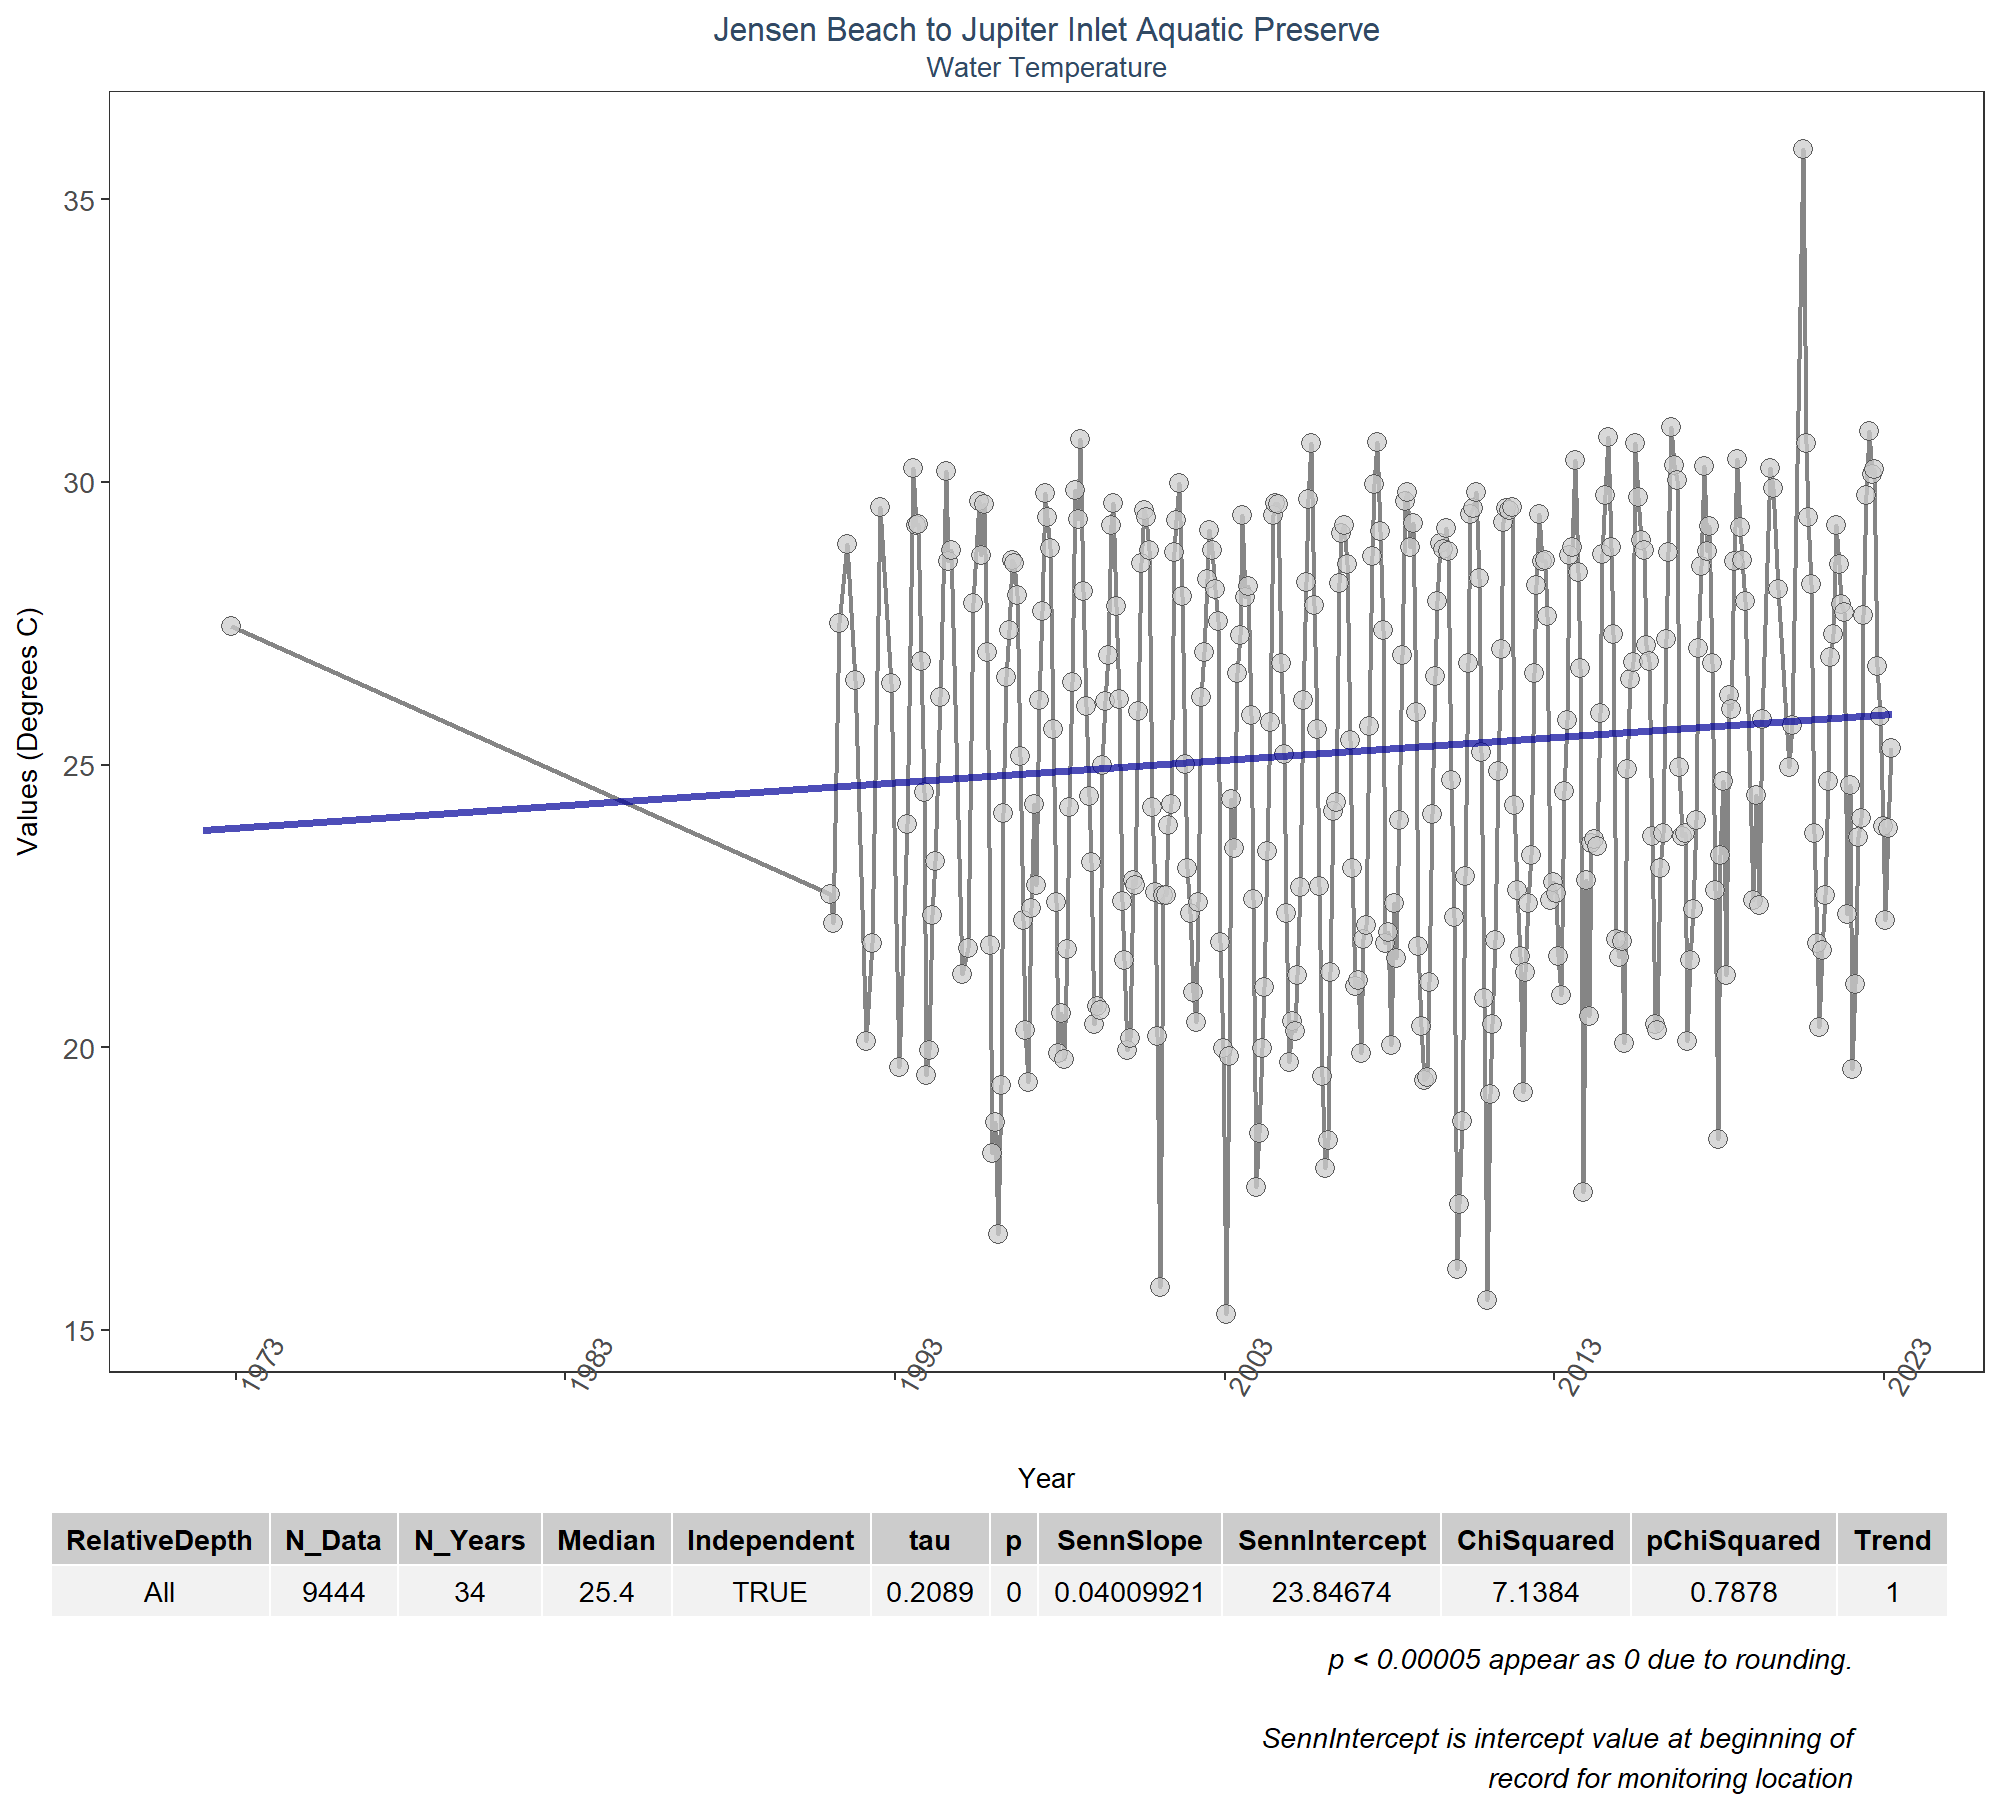 Jensen Beach to Jupiter Inlet Aquatic Preserve
Water Temperature
Values (Degrees C)
35
30
25
20
15
1973 1983 1993 2003 2013 2023
Year
RelativeDepth N_Data N_Years Median Independent tau p SennSlope SennIntercept ChiSquared pChiSquared Trend
All 9444 34 25.4 TRUE 0.2089 0 0.04009921 23.84674 7.1384 0.7878 1
p < 0.00005 appear as 0 due to rounding.
SennIntercept is intercept value at beginning of
record for monitoring location